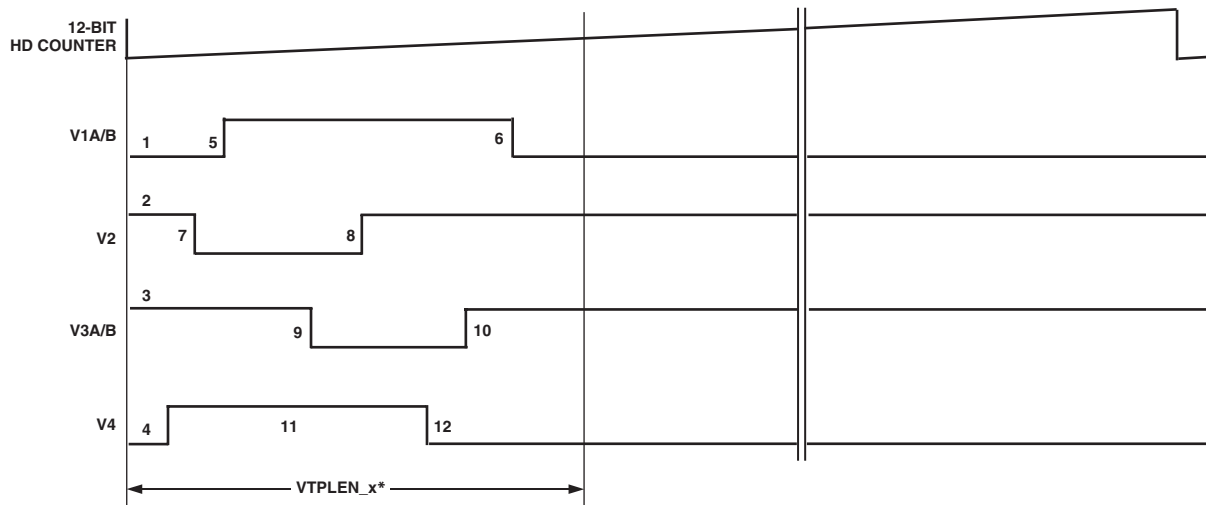 12-BIT
HD COUNTER
V1A/B
1
5
6
2
V2
7
8
3
V3A/B
9
10
V4
4
11
12
VTPLEN_x*